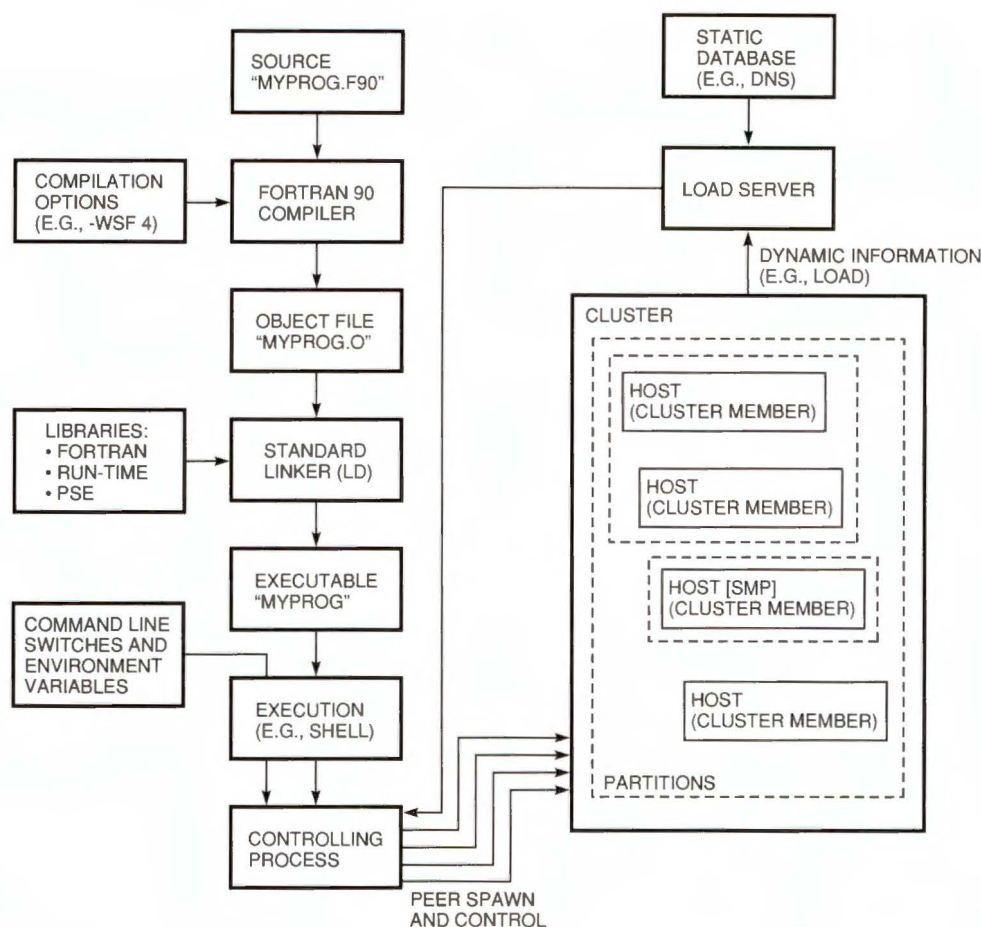 SOURCE
“MYPROG.F90”
COMPILATION
OPTIONS
(E.G., -WSF 4)
FORTRAN 90
COMPILER
OBJECT FILE
“MYPROG.O”
LIBRARIES:
• FORTRAN
• RUN-TIME
• PSE
STANDARD
LINKER (LD)
EXECUTABLE
“MYPROG”
COMMAND LINE
SWITCHES AND
ENVIRONMENT
VARIABLES
EXECUTION
(E.G., SHELL)
CONTROLLING
PROCESS
PEER SPAWN
AND CONTROL
STATIC
DATABASE
(E.G., DNS)
LOAD SERVER
DYNAMIC INFORMATION
(E.G., LOAD)
CLUSTER
HOST
(CLUSTER MEMBER)
HOST
(CLUSTER MEMBER)
HOST [SMP]
(CLUSTER MEMBER)
HOST
(CLUSTER MEMBER)
PARTITIONS